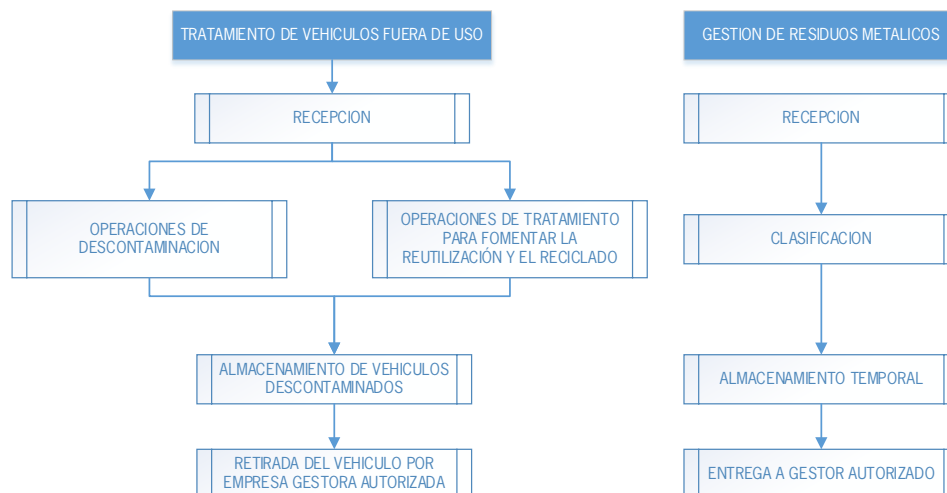 TRATAMIENTO DE VEHICULOS FUERA DE USO
RECEPCION
OPERACIONES DE
DESCONTAMINACION
OPERACIONES DE TRATAMIENTO
PARA FOMENTAR LA
REUTILIZACIÓN Y EL RECICLADO
ALMACENAMIENTO DE VEHICULOS
DESCONTAMINADOS
RETIRADA DEL VEHICULO POR
EMPRESA GESTORA AUTORIZADA
GESTION DE RESIDUOS METALICOS
RECEPCION
CLASIFICACION
ALMACENAMIENTO TEMPORAL
ENTREGA A GESTOR AUTORIZADO